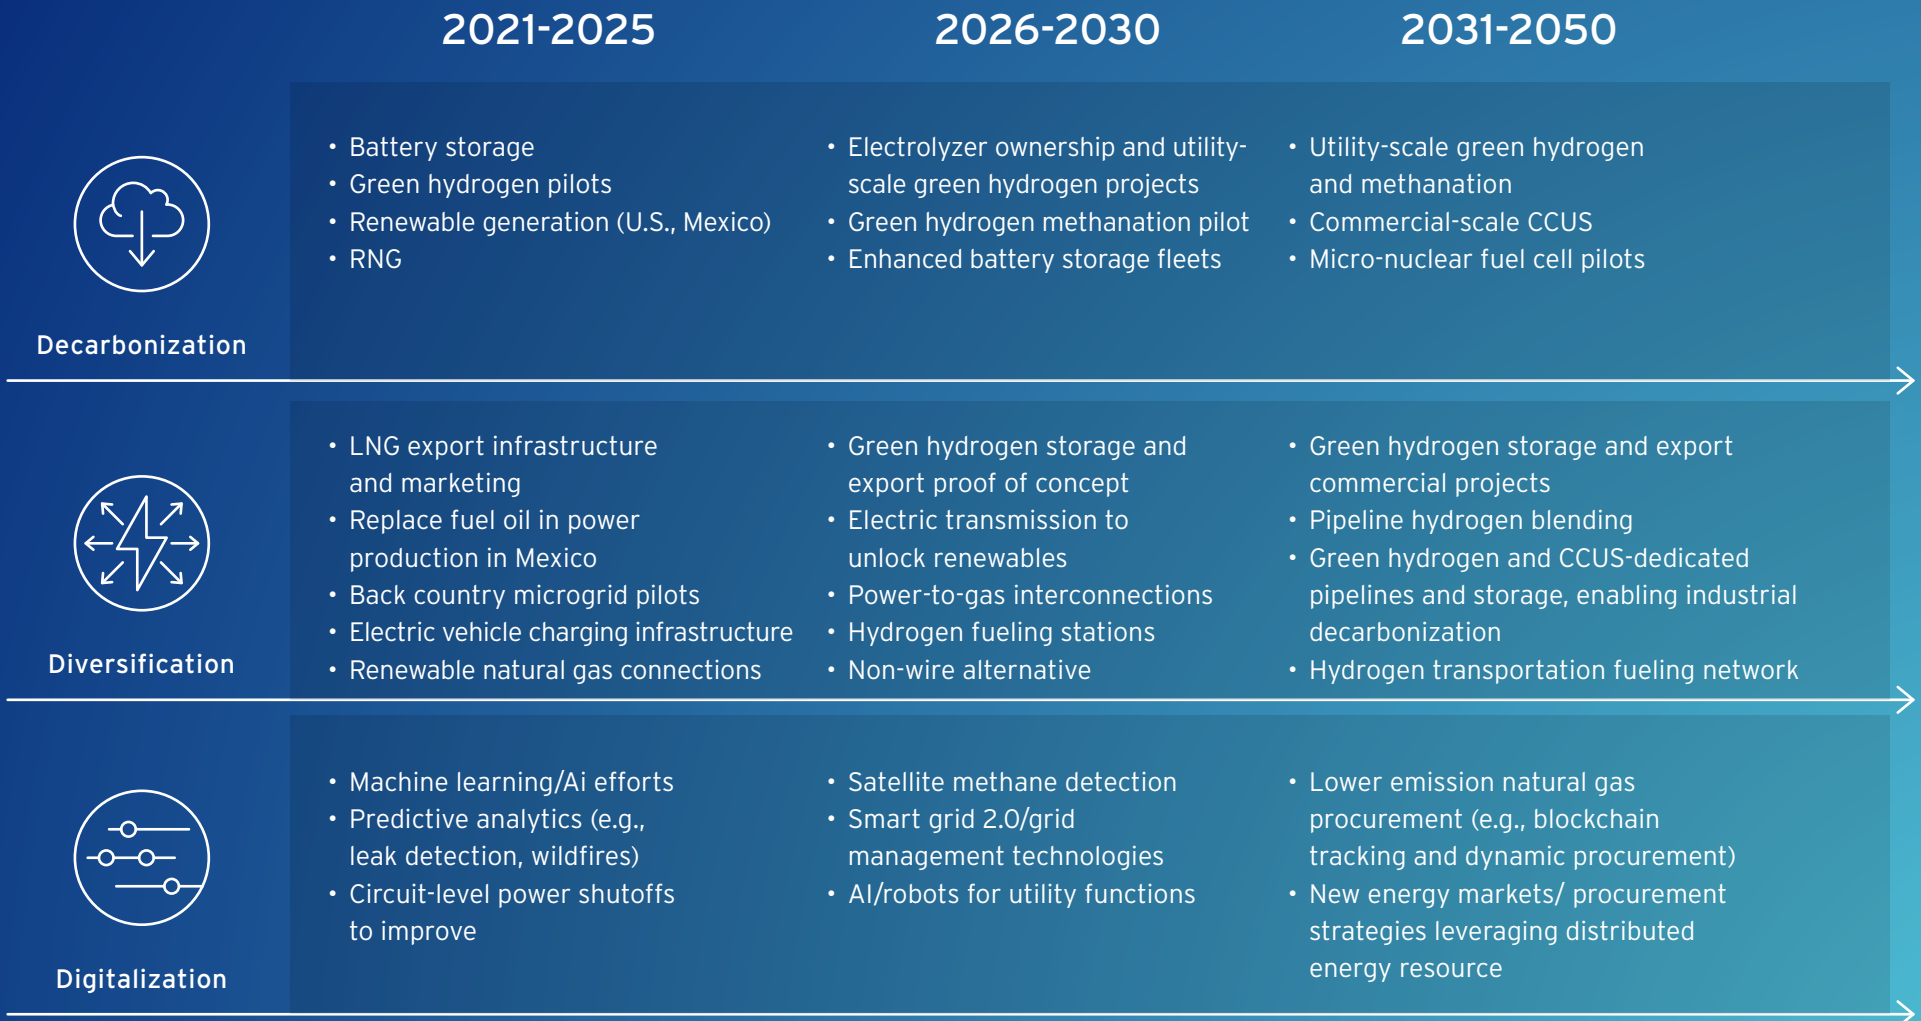 2021-2025
2026-2030
2031-2050
Decarbonization
• Battery storage
• Green hydrogen pilots
• Renewable generation (U.S., Mexico)
• RNG
• Electrolyzer ownership and utility-
scale green hydrogen projects
• Green hydrogen methanation pilot
• Enhanced battery storage fleets
• Utility-scale green hydrogen
and methanation
• Commercial-scale CCUS
• Micro-nuclear fuel cell pilots
Diversification
• LNG export infrastructure
and marketing
• Replace fuel oil in power
production in Mexico
• Back country microgrid pilots
• Electric vehicle charging infrastructure
• Renewable natural gas connections
• Green hydrogen storage and
export proof of concept
• Electric transmission to
unlock renewables
• Power-to-gas interconnections
• Hydrogen fueling stations
• Non-wire alternative
• Green hydrogen storage and export
commercial projects
• Pipeline hydrogen blending
• Green hydrogen and CCUS-dedicated
pipelines and storage, enabling industrial
decarbonization
• Hydrogen transportation fueling network
Digitalization
• Machine learning/Ai efforts
• Predictive analytics (e.g.,
leak detection, wildfires)
• Circuit-level power shutoffs
to improve
• Satellite methane detection
• Smart grid 2.0/grid
management technologies
• AI/robots for utility functions
• Lower emission natural gas
procurement (e.g., blockchain
tracking and dynamic procurement)
• New energy markets/ procurement
strategies leveraging distributed
energy resource